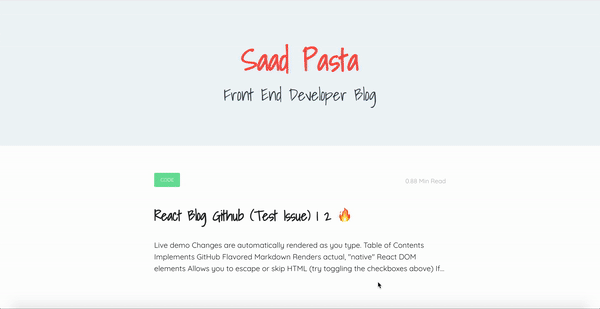 Saad Pasta
Front End Developer Blog
CODE
0.88 Min Read
React Blog Github (Test Issue) 1 2 🔥
Live demo Changes are automatically rendered as you type. Table of Contents
Implements GitHub Flavored Markdown Renders actual, "native" React DOM
elements Allows you to escape or skip HTML (try toggling the checkboxes above) If...